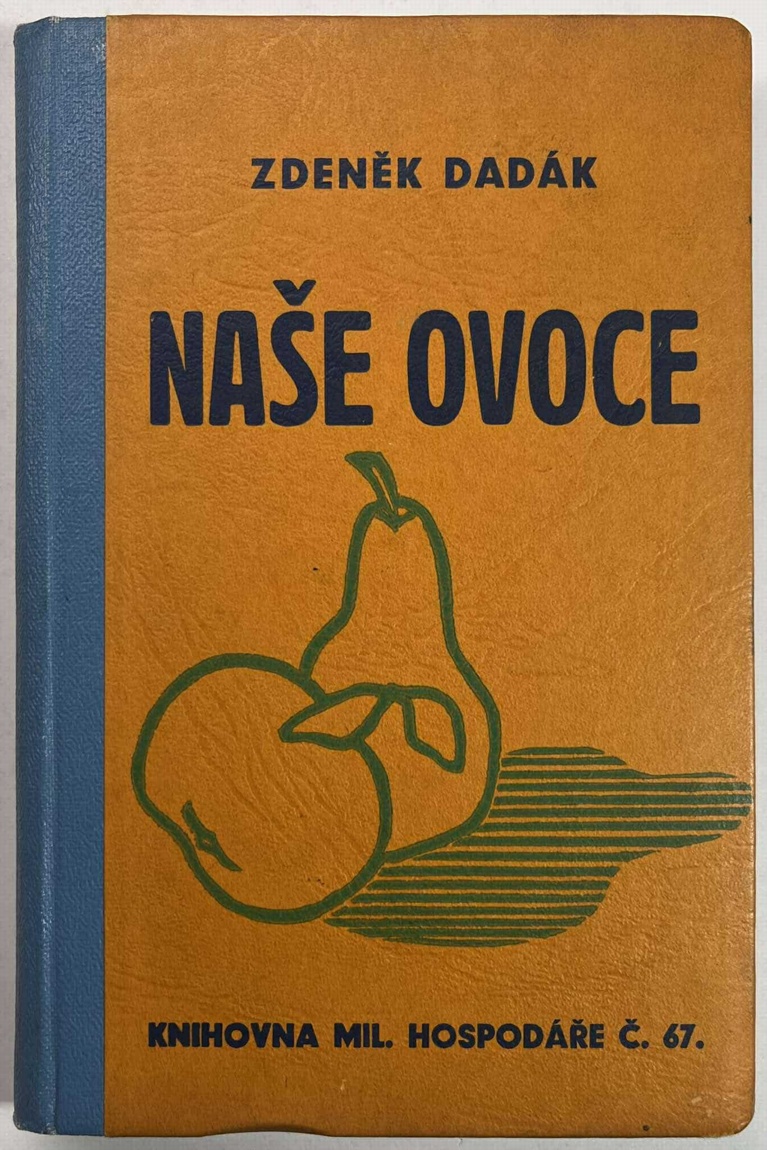 ZDENĚK DADÁK
NAŠE OVOCE
KNIHOVNA MIL. HOSPODÁŘE Č. 67.